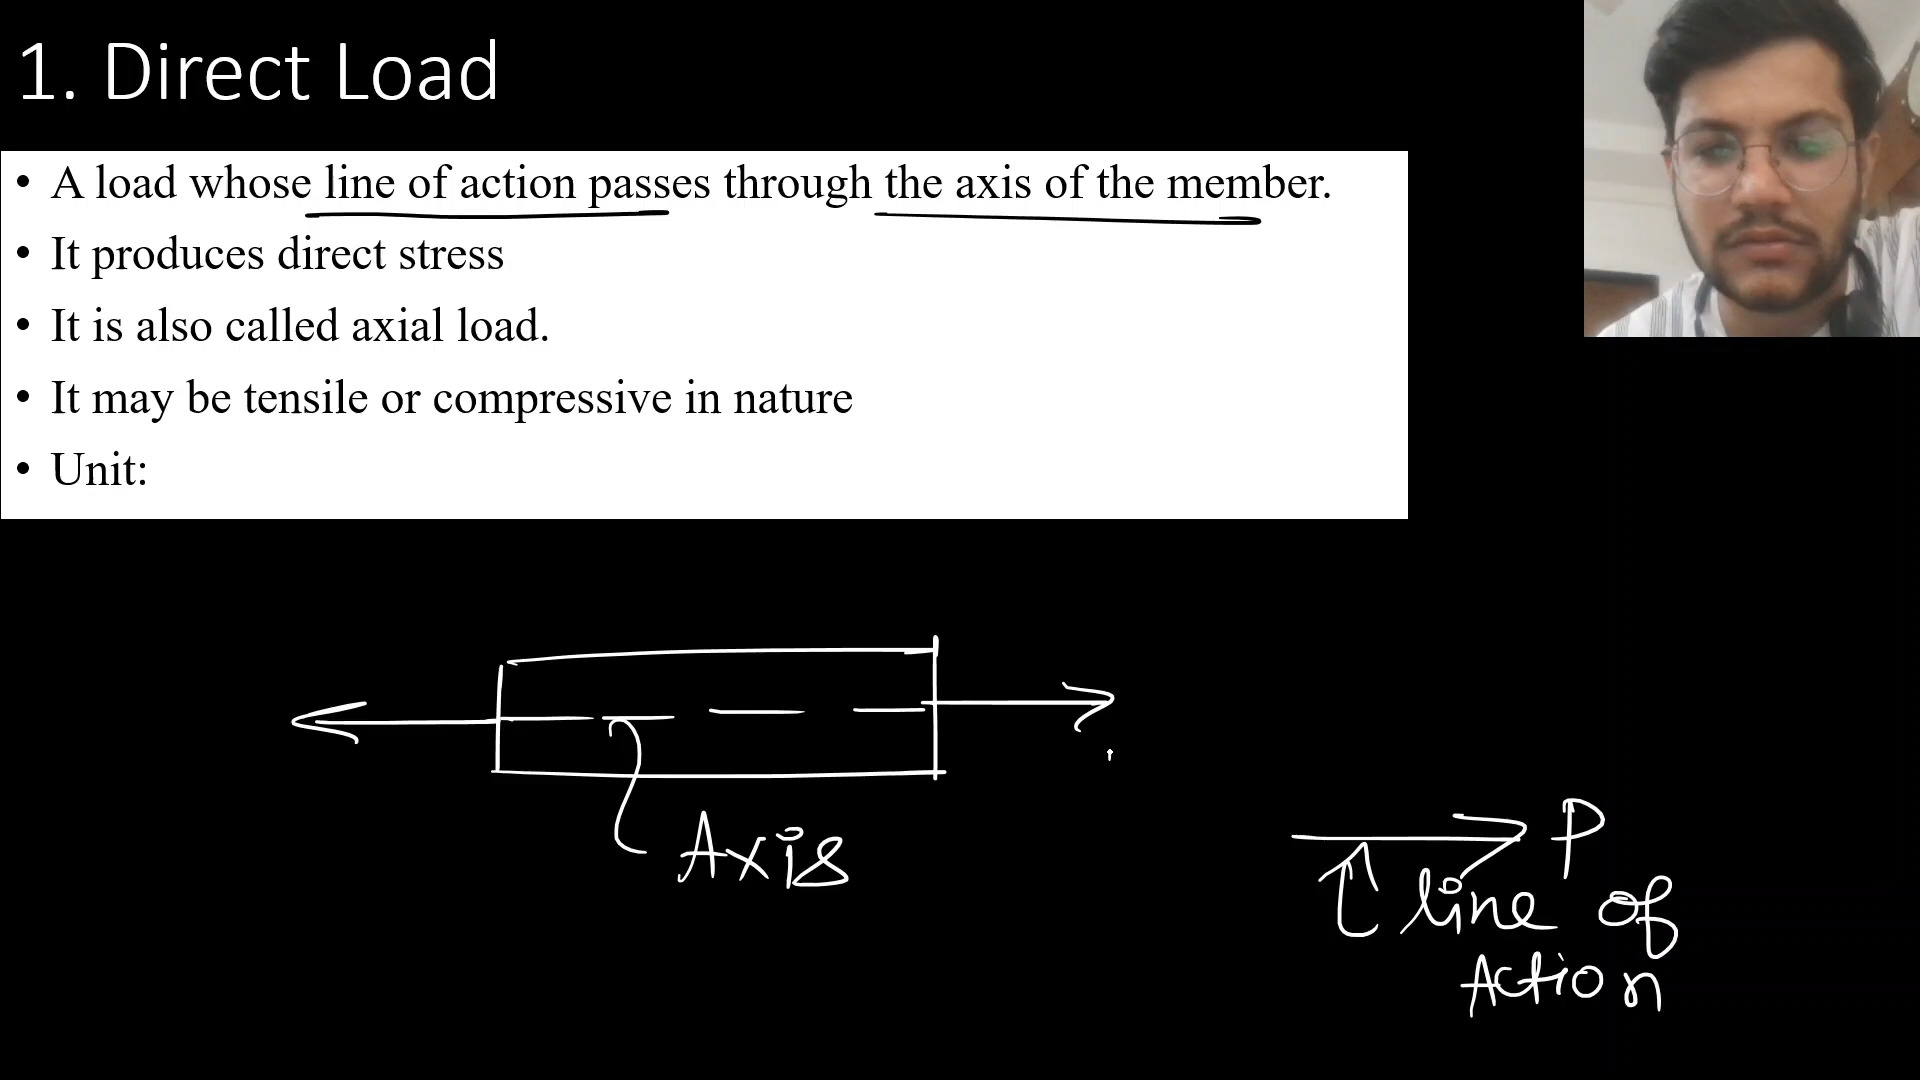 1. Direct Load
• A load whose line of action passes through the axis of the member.
• It produces direct stress
• It is also called axial load.
• It may be tensile or compressive in nature
• Unit:
Axis
P
line of
Action